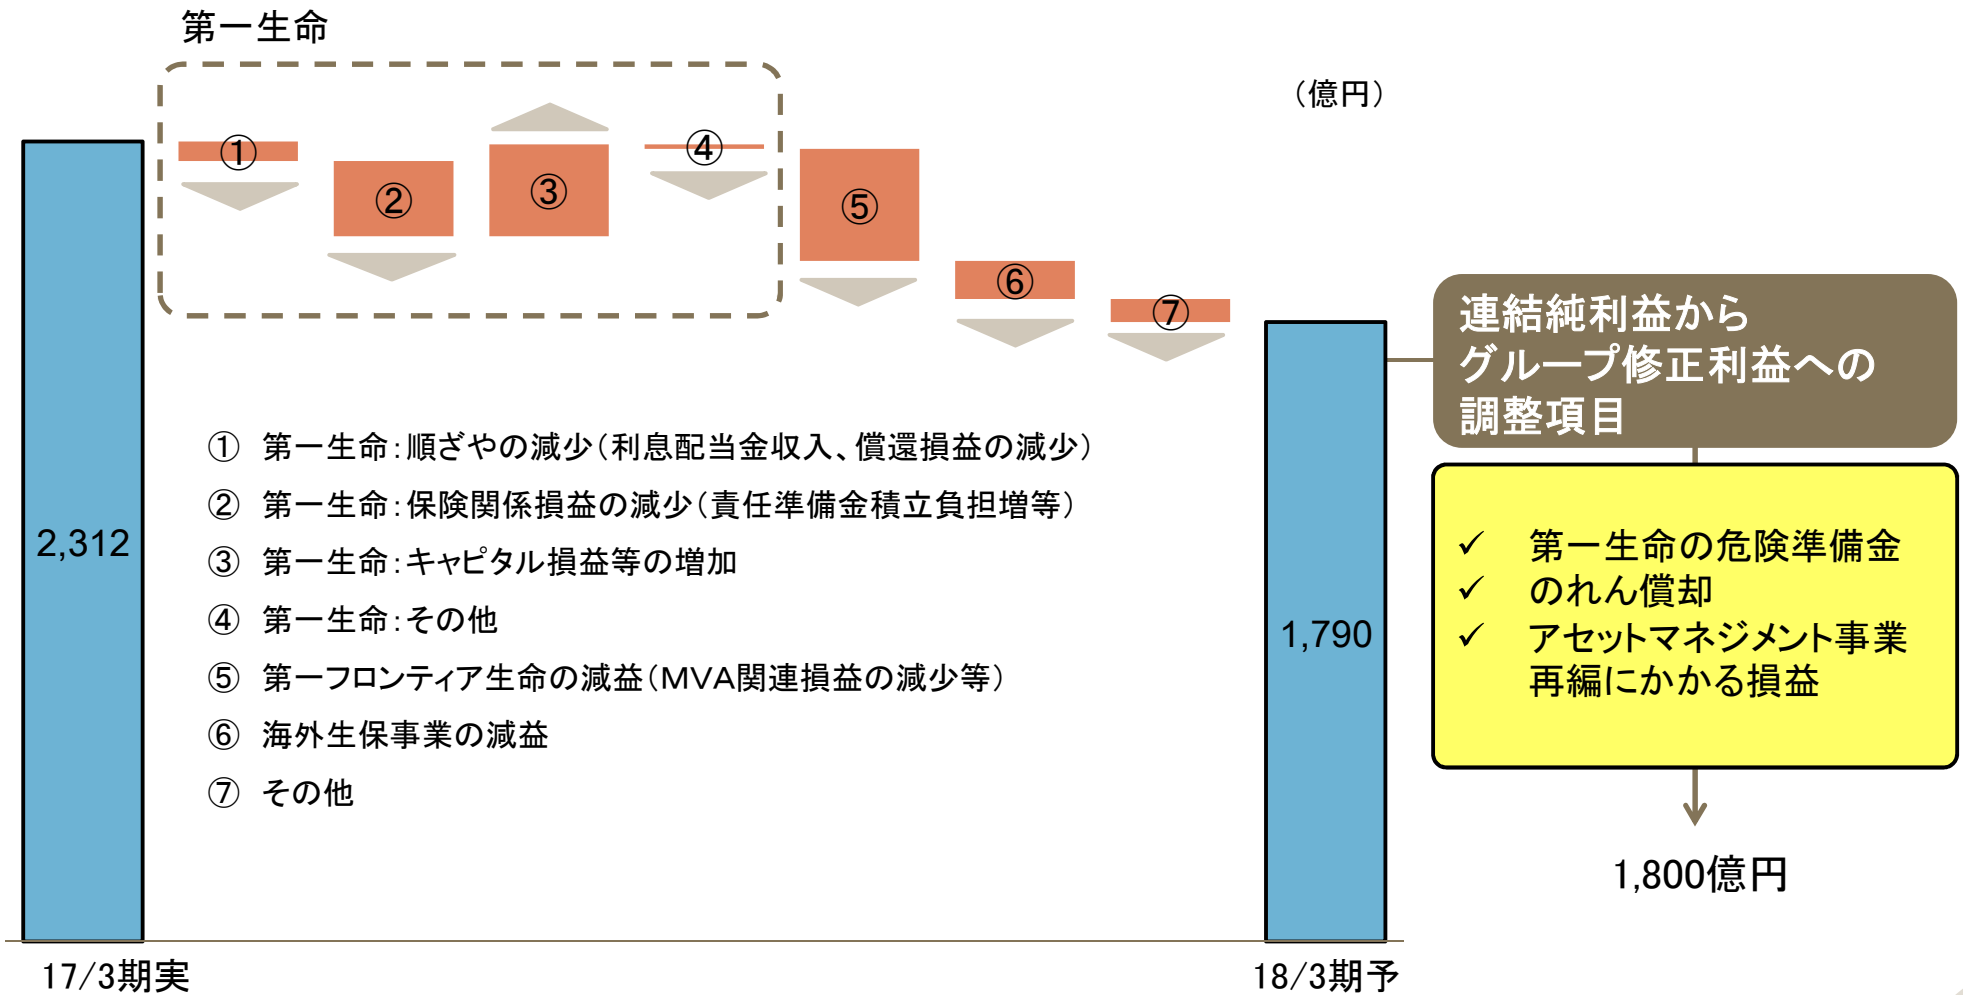 第一生命
（億円）
①
②
③
④
⑤
⑥
⑦
2,312
1,790
17/3期実
18/3期予
① 第一生命：順ざやの減少（利息配当金収入、償還損益の減少）
② 第一生命：保険関係損益の減少（責任準備金積立負担増等）
③ 第一生命：キャピタル損益等の増加
④ 第一生命：その他
⑤ 第一フロンティア生命の減益（MVA関連損益の減少等）
⑥ 海外生保事業の減益
⑦ その他
連結純利益から
グループ修正利益への
調整項目
✓ 第一生命の危険準備金
✓ のれん償却
✓ アセットマネジメント事業
再編にかかる損益
1,800億円